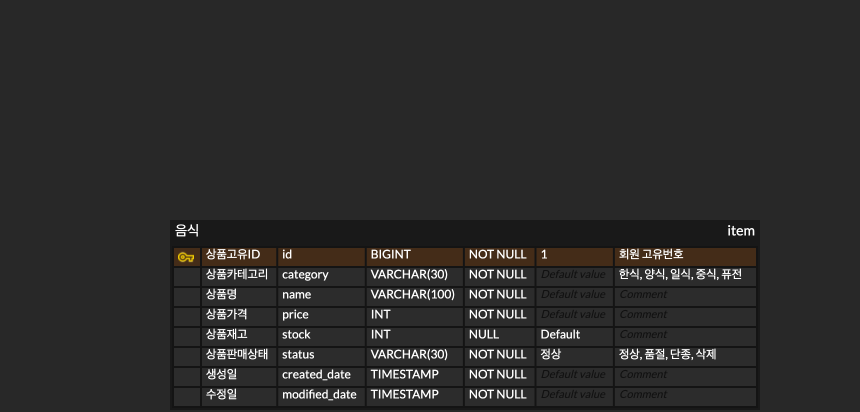 음식 item
상품고유ID id BIGINT NOT NULL 1 회원 고유번호
상품카테고리 category VARCHAR(30) NOT NULL Default value 한식, 양식, 일식, 중식, 퓨전
상품명 name VARCHAR(100) NOT NULL Default value Comment
상품가격 price INT NOT NULL Default value Comment
상품재고 stock INT NULL Default Comment
상품판매상태 status VARCHAR(30) NOT NULL 정상 정상, 품절, 단종, 삭제
생성일 created_date TIMESTAMP NOT NULL Default value Comment
수정일 modified_date TIMESTAMP NOT NULL Default value Comment